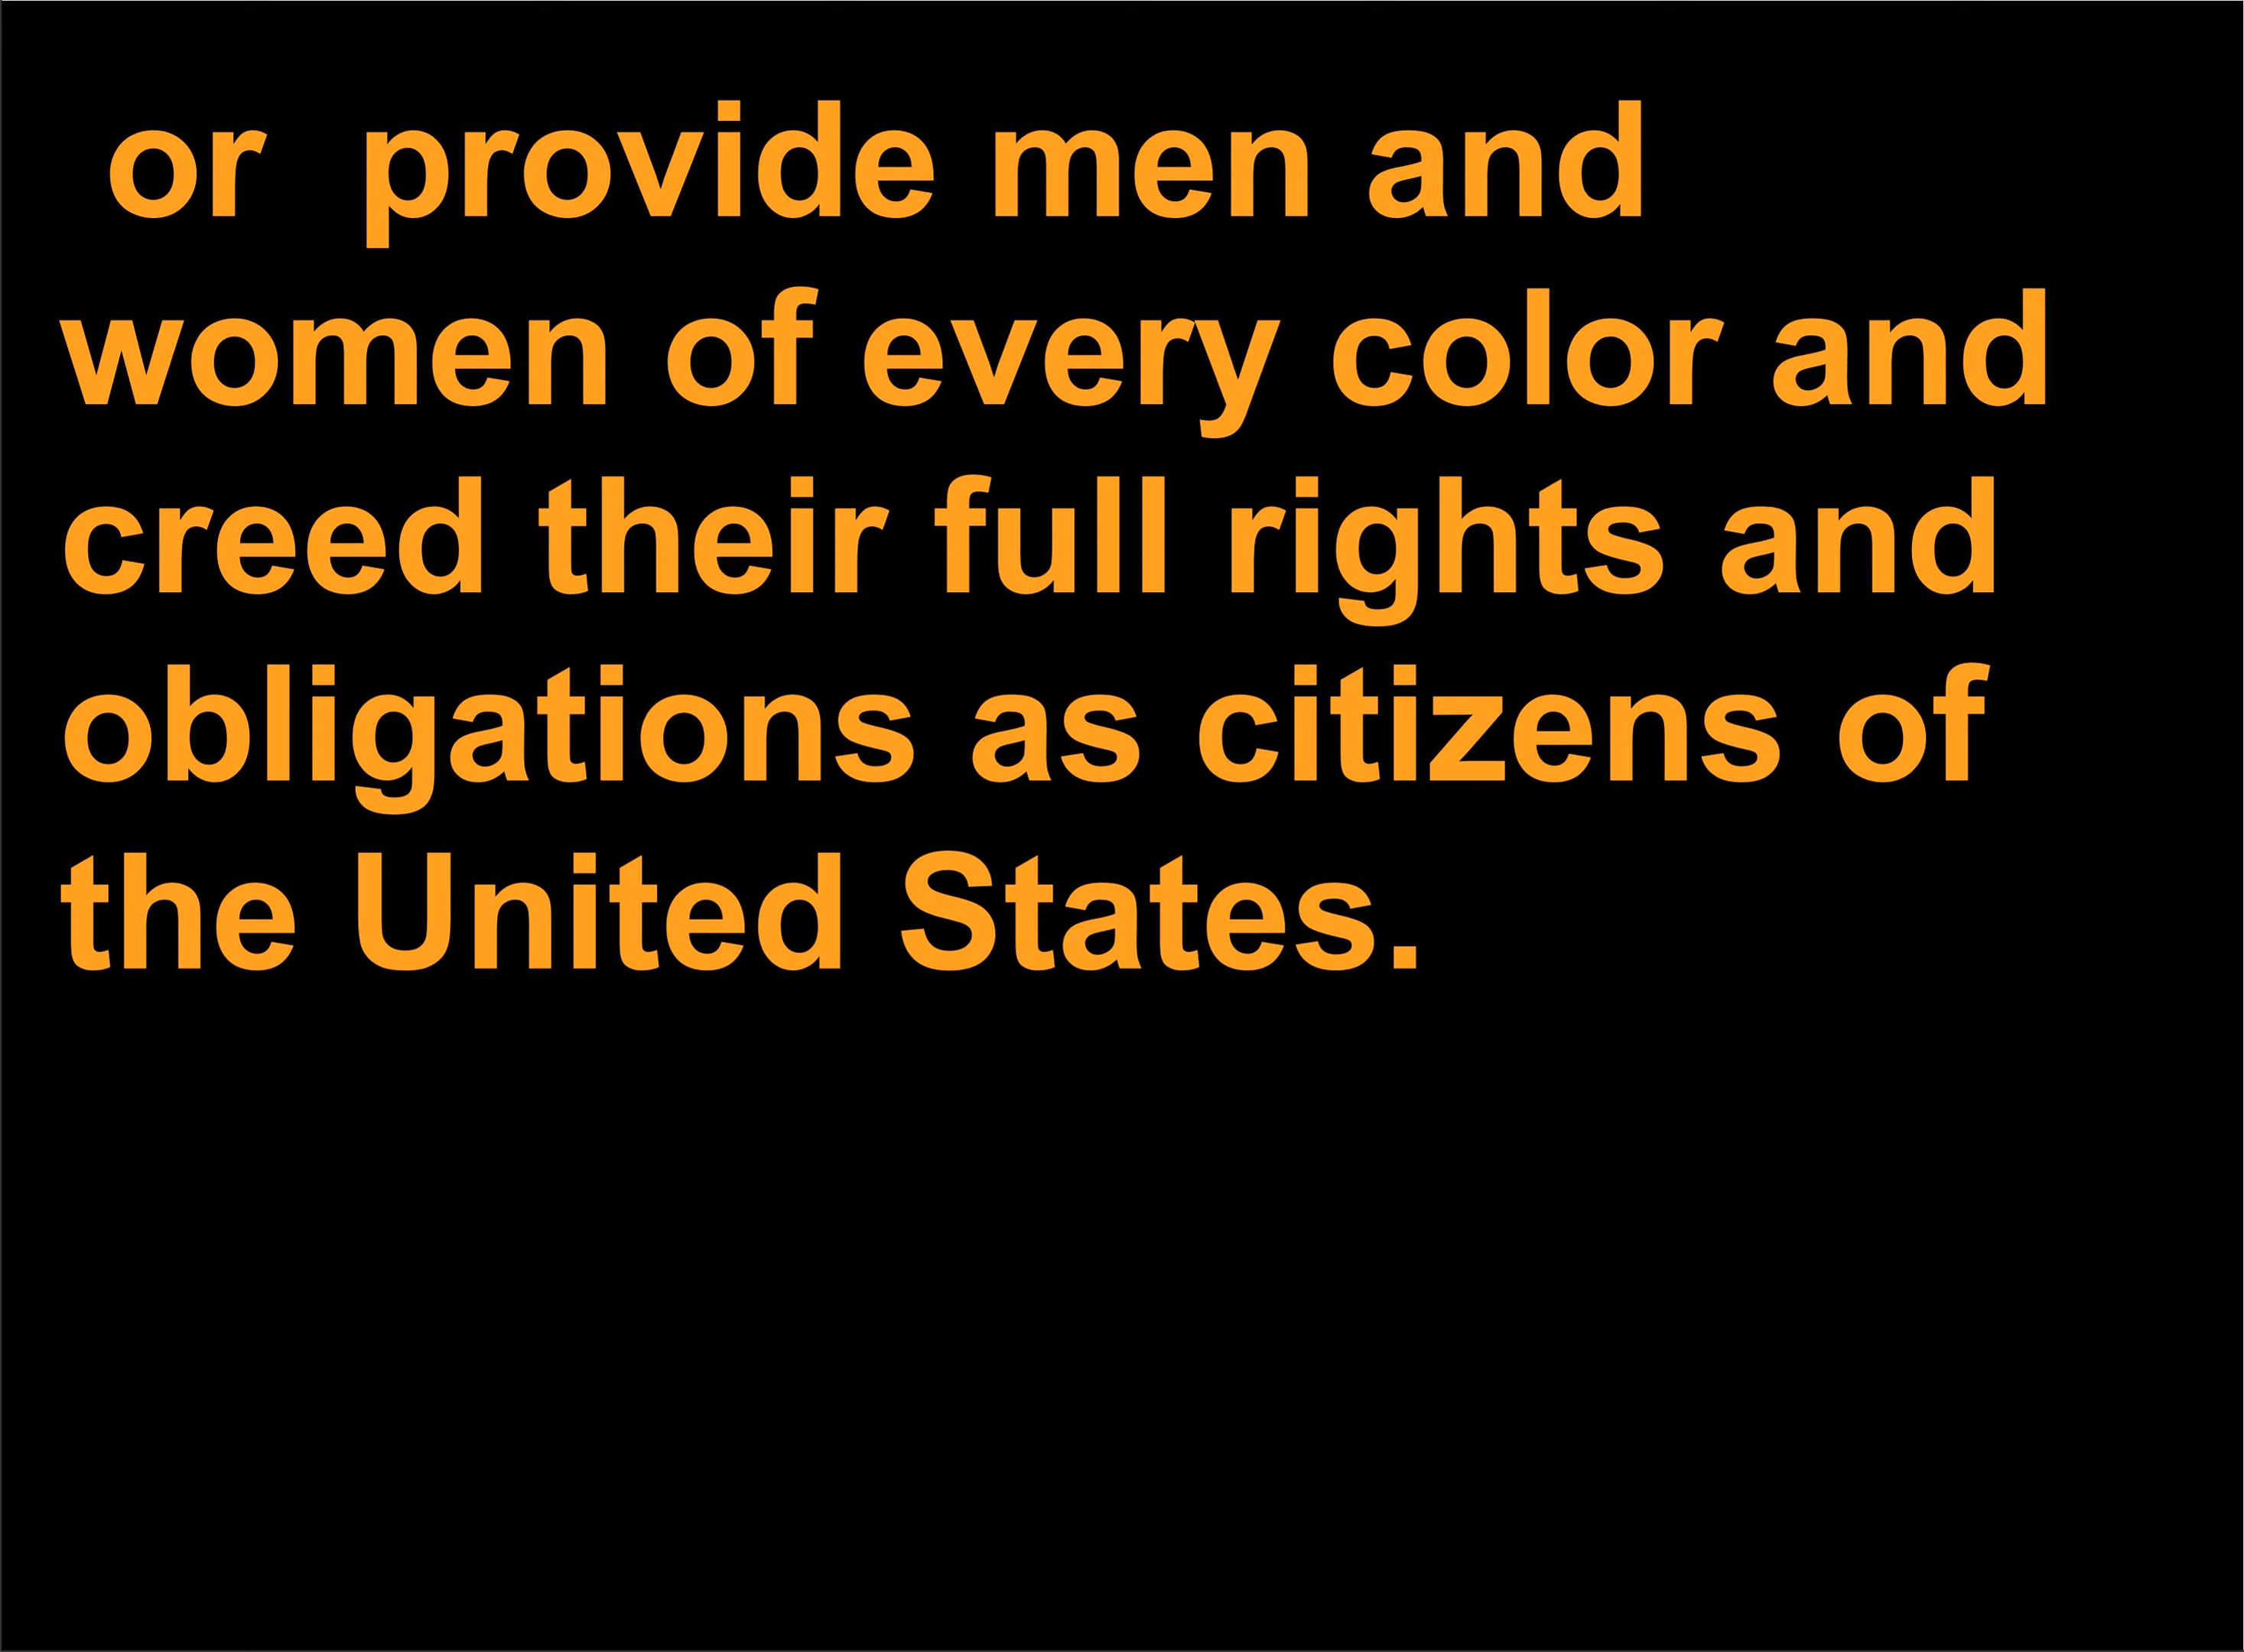 or  provide men and
women of every color and
creed their full rights and
obligations as citizens of
the United States.